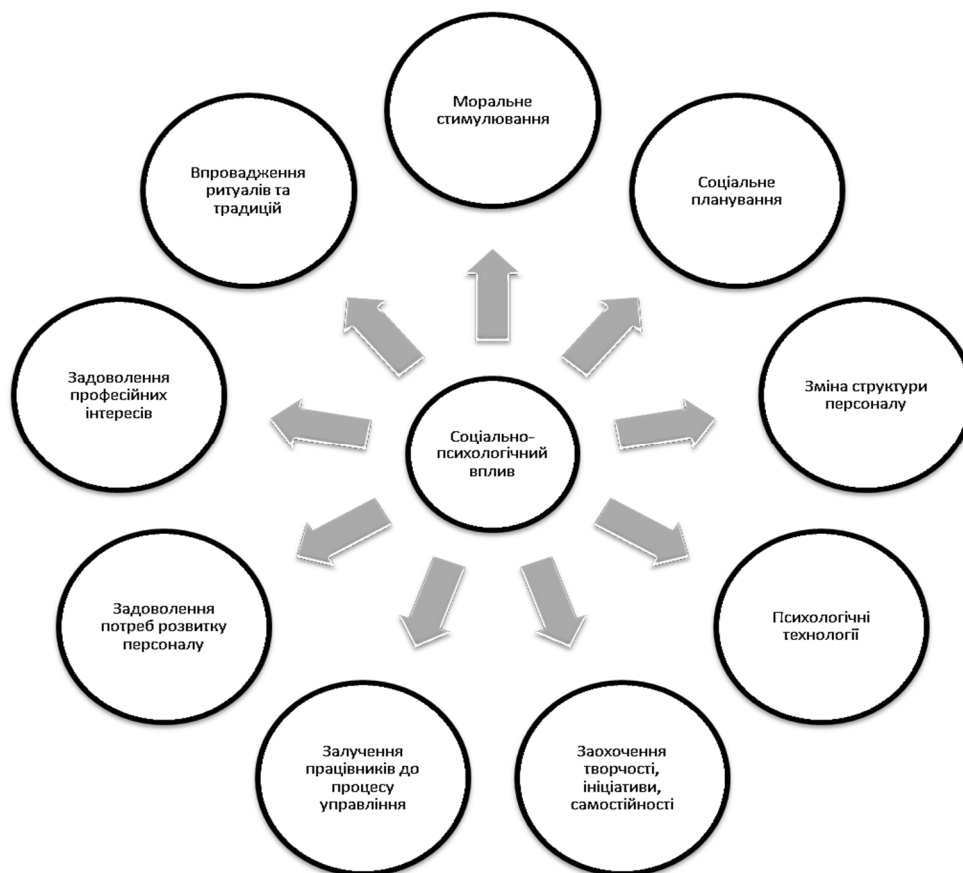 Моральне
стимулювання
Соціальне
планування
Зміна структури
персоналу
Психологічні
технології
Заохочення
творчості,
ініціативи,
самостійності
Залучення
працівників до
процесу
управління
Задоволення
потреб розвитку
персоналу
Задоволення
професійних
інтересів
Впровадження
ритуалів та
традицій
Соціально-
психологічний
вплив